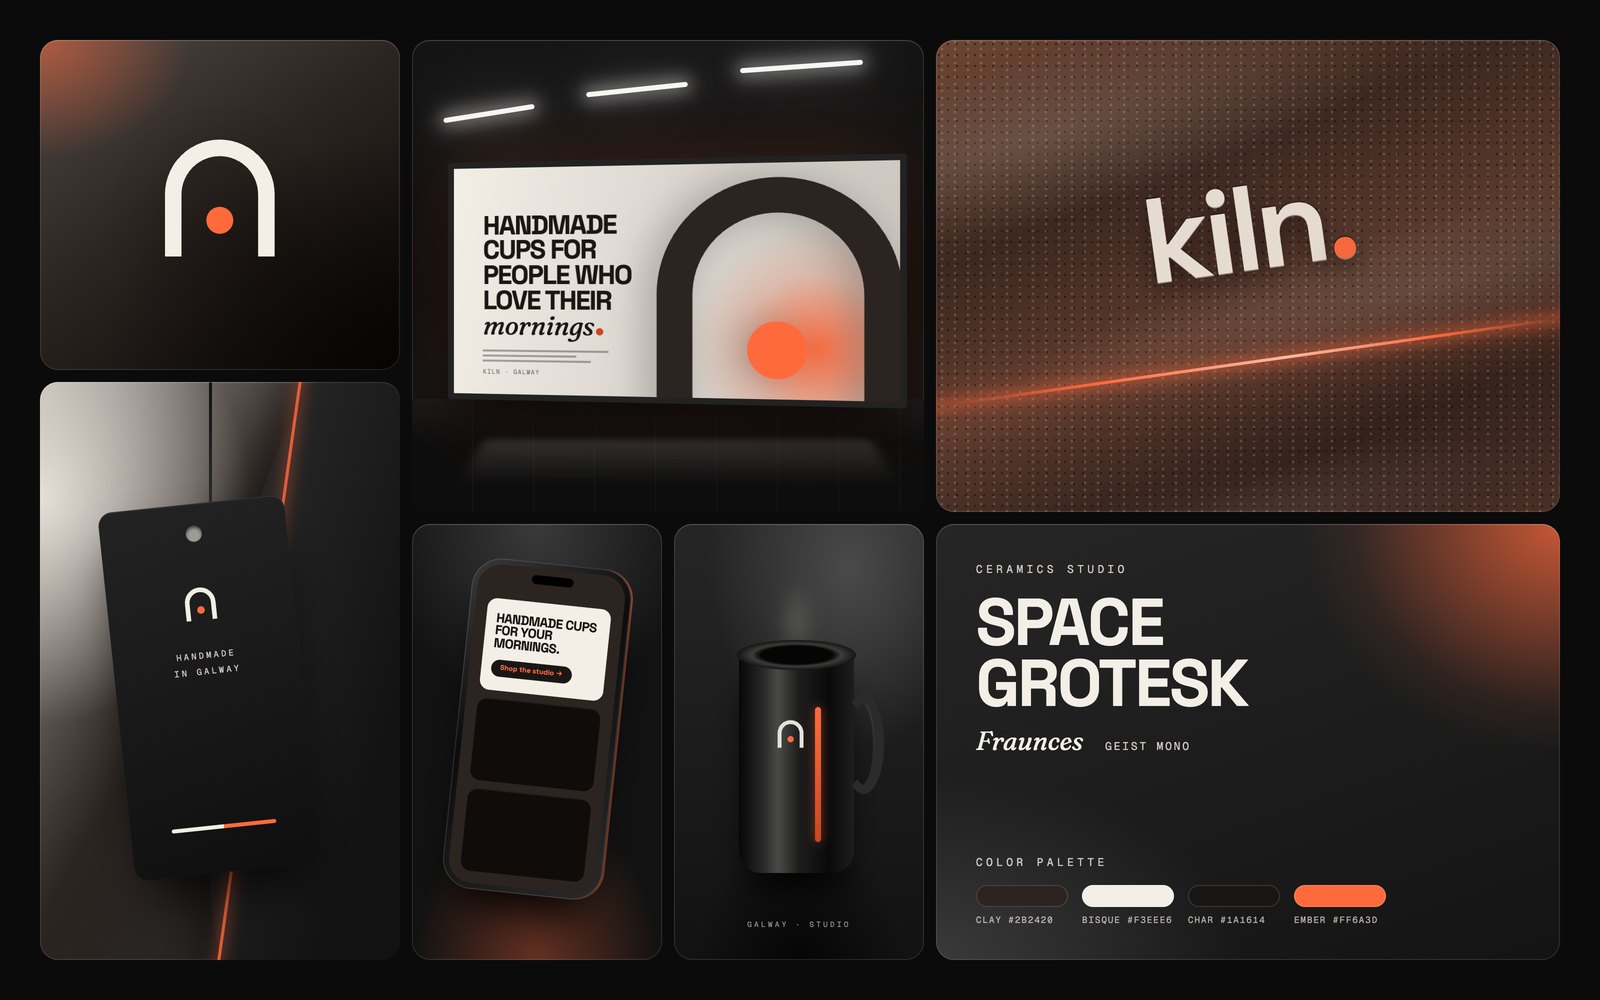 HANDMADE
CUPS FOR
PEOPLE WHO
LOVE THEIR
mornings.
KILN · GALWAY
kiln.
HANDMADE
IN GALWAY
HANDMADE CUPS
FOR YOUR
MORNINGS.
Shop the studio →
GALWAY · STUDIO
CERAMICS STUDIO
SPACE
GROTESK
Fraunces GEIST MONO
COLOR PALETTE
CLAY #2B2420 BISQUE #F3EEE6 CHAR #1A1614 EMBER #FF6A3D